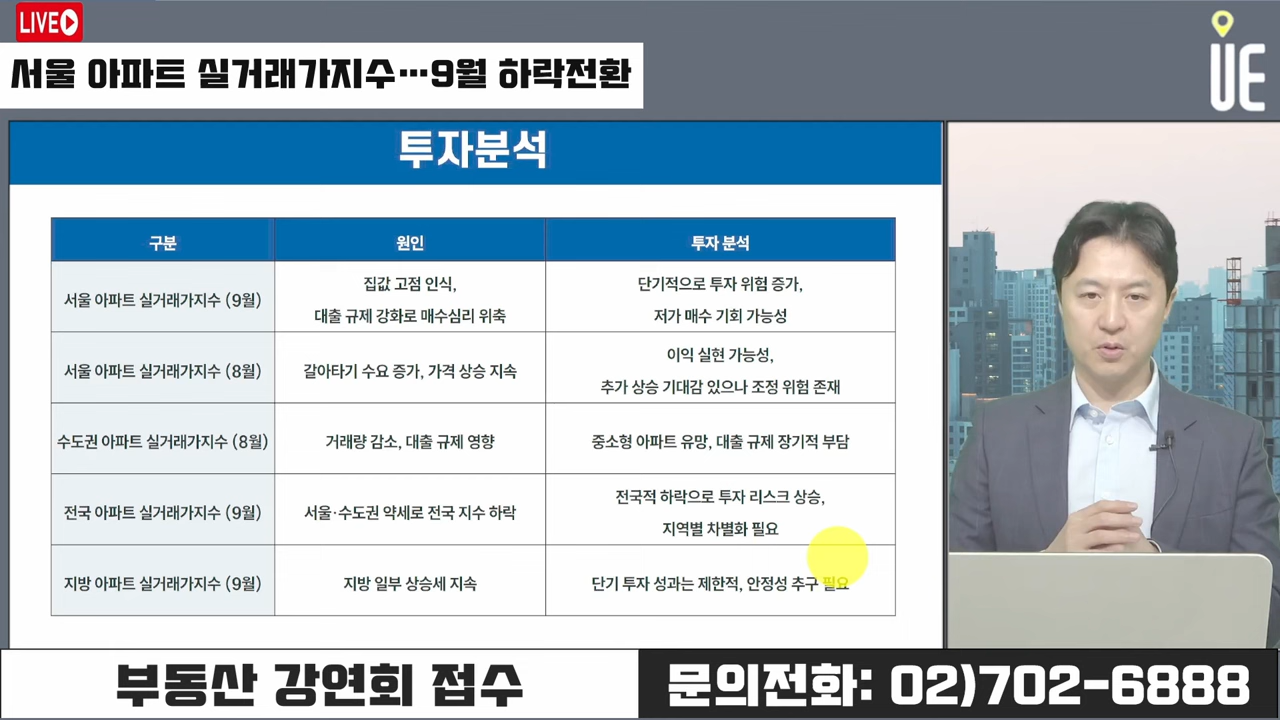 LIVE
서울 아파트 실거래가지수…9월 하락전환
UE
투자분석
구분 원인 투자 분석
서울 아파트 실거래가지수 (9월)
집값 고점 인식,
대출 규제 강화로 매수심리 위축
단기적으로 투자 위험 증가,
저가 매수 기회 가능성
서울 아파트 실거래가지수 (8월)
갈아타기 수요 증가, 가격 상승 지속
이익 실현 가능성,
추가 상승 기대감 있으나 조정 위험 존재
수도권 아파트 실거래가지수 (8월)
거래량 감소, 대출 규제 영향
중소형 아파트 유망, 대출 규제 장기적 부담
전국 아파트 실거래가지수 (9월)
서울·수도권 약세로 전국 지수 하락
전국적 하락으로 투자 리스크 상승,
지역별 차별화 필요
지방 아파트 실거래가지수 (9월)
지방 일부 상승세 지속
단기 투자 성과는 제한적, 안정성 추구 필요
부동산 강연회 접수
문의전화: 02)702-6888